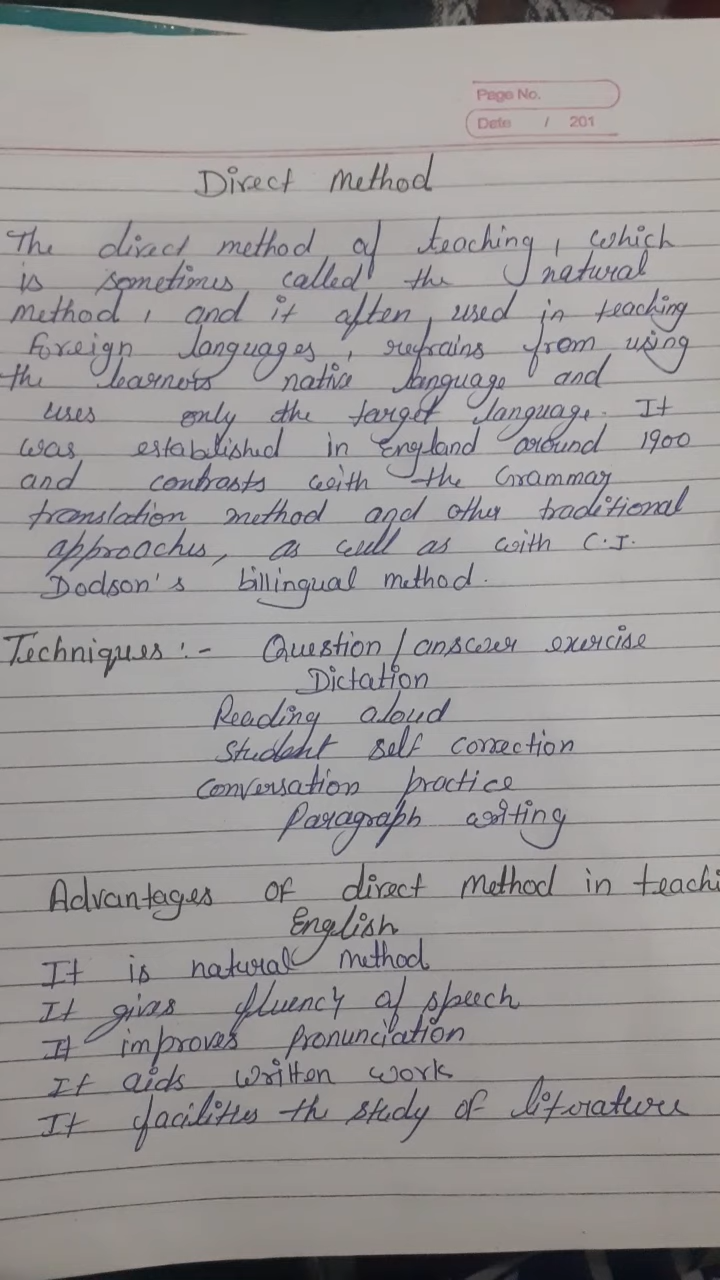 Page No.
Date / 201
Direct Method
The direct method of teaching, which
is sometimes called the natural
method, and it often used in teaching
foreign languages, refrains from using
the learners native language and
uses only the target language. It
was established in England around 1900
and contrasts with the Grammar
translation method and other traditional
approaches, as well as with C.J.
Dodson's billingual method.
Techniques :- Question / answer exercise
Dictation
Reading aloud
Student self correction
Conversation practice
Paragraph writing
Advantages of direct method in teachi
English
It is natural method
It gives fluency of speech
It improves Pronunciation
It aids written work
It facilities the study of literature